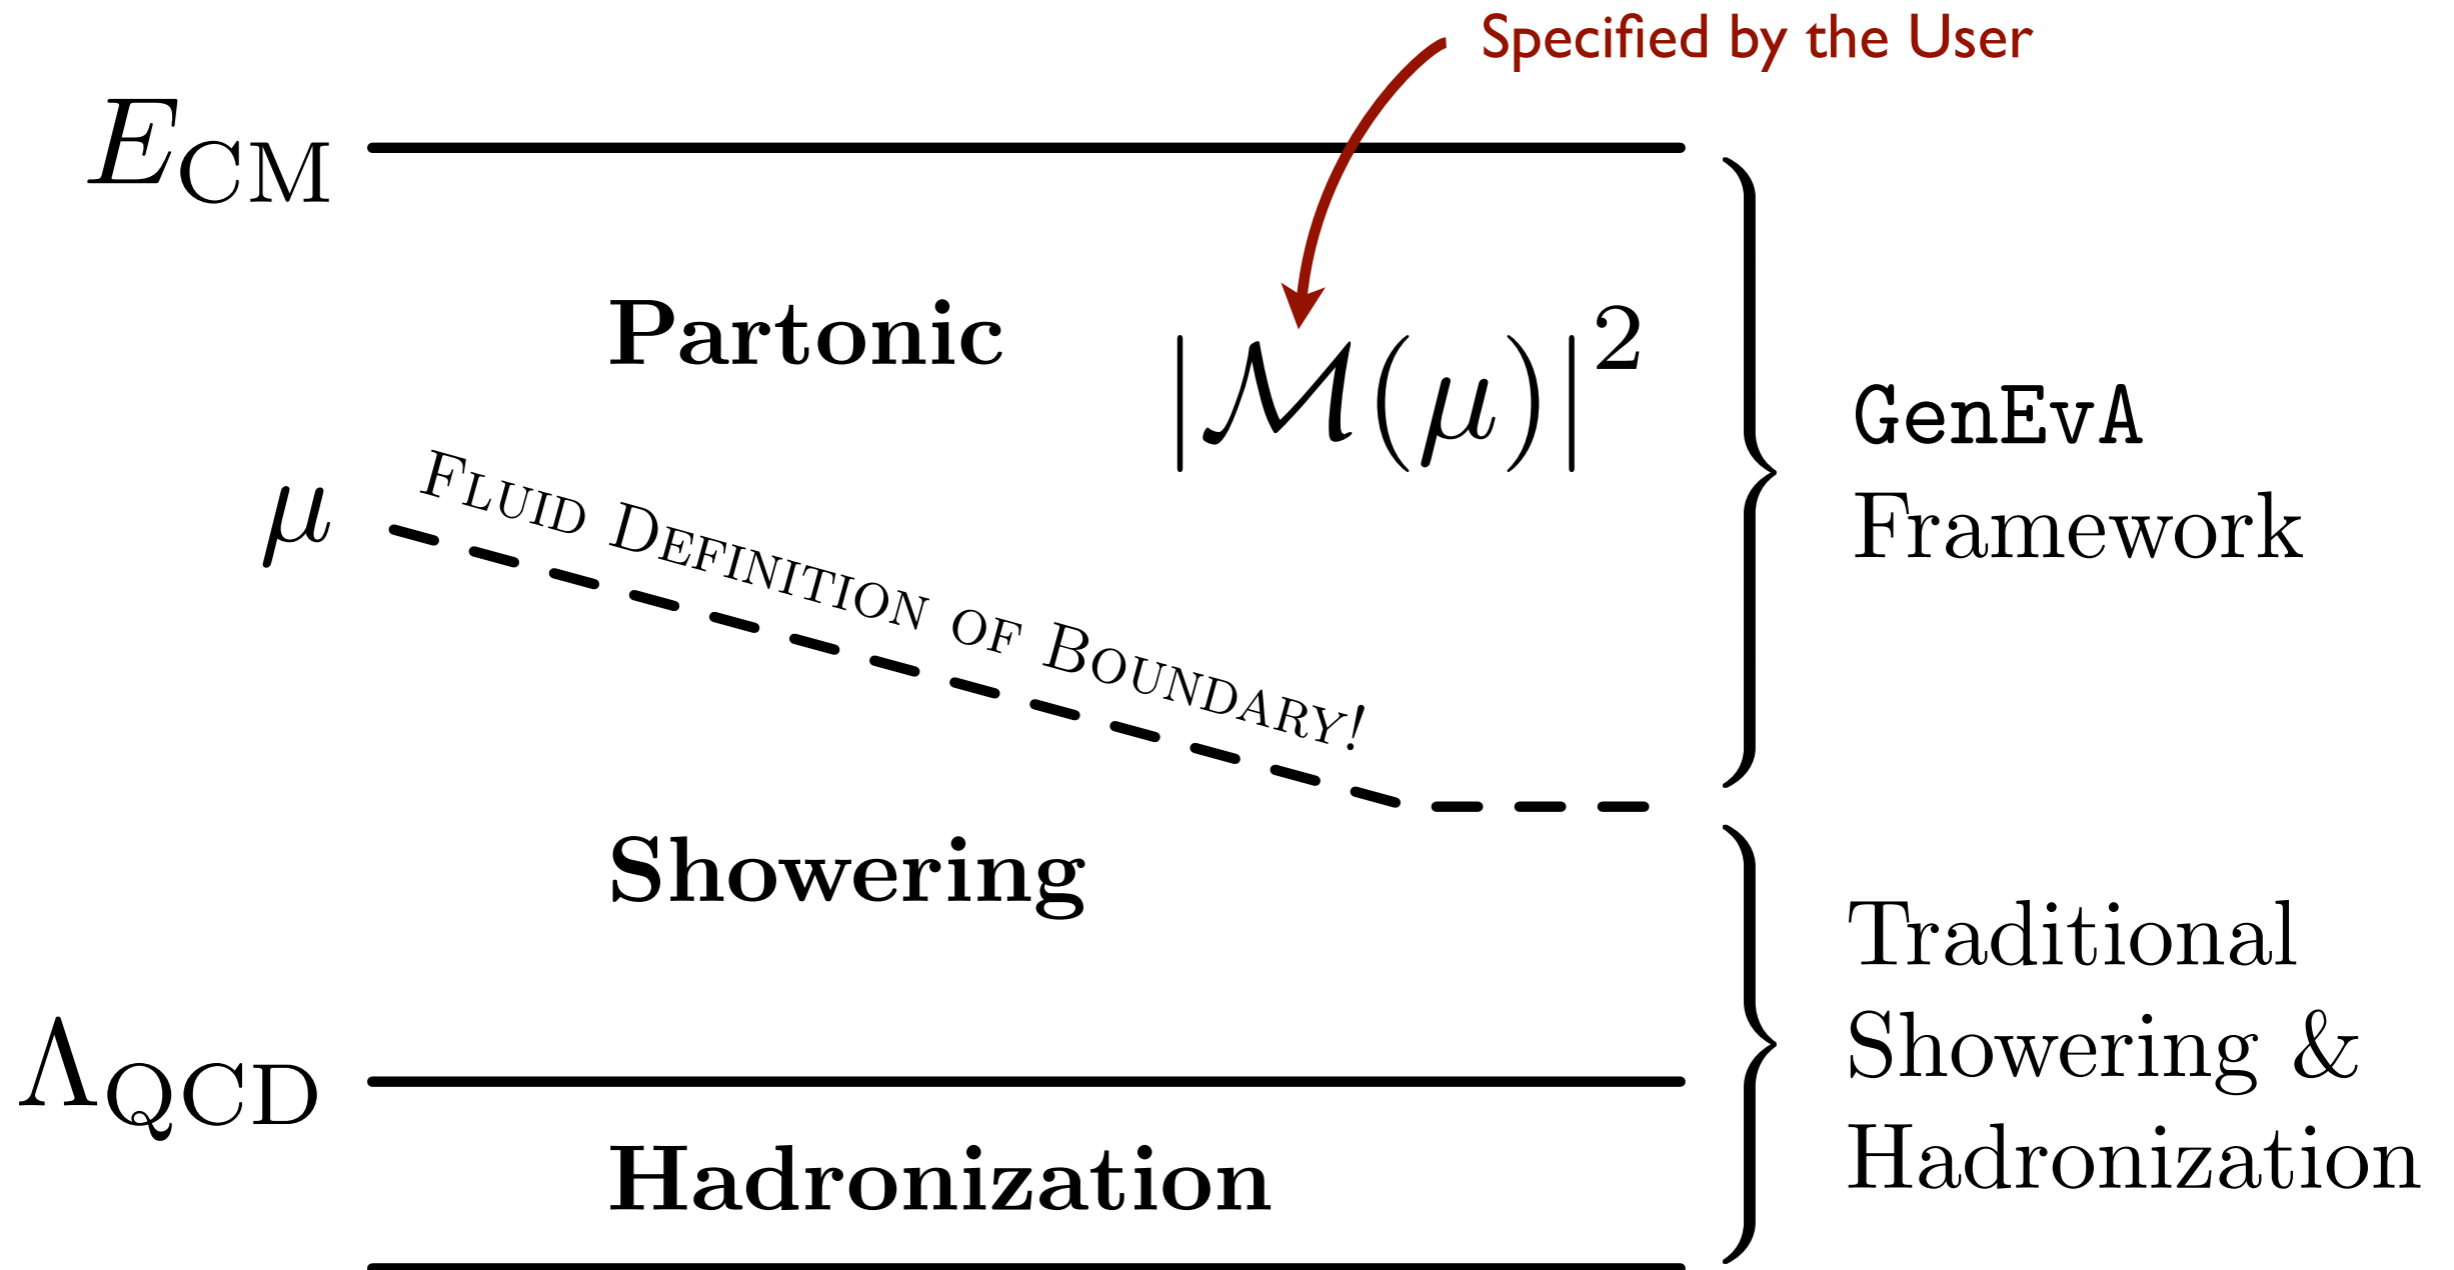 Specified by the User
E_CM
Partonic
|ℳ(μ)|²
GenEvA
Framework
μ
Fluid Definition of Boundary!
Showering
Traditional
Showering &
Hadronization
Λ_QCD
Hadronization